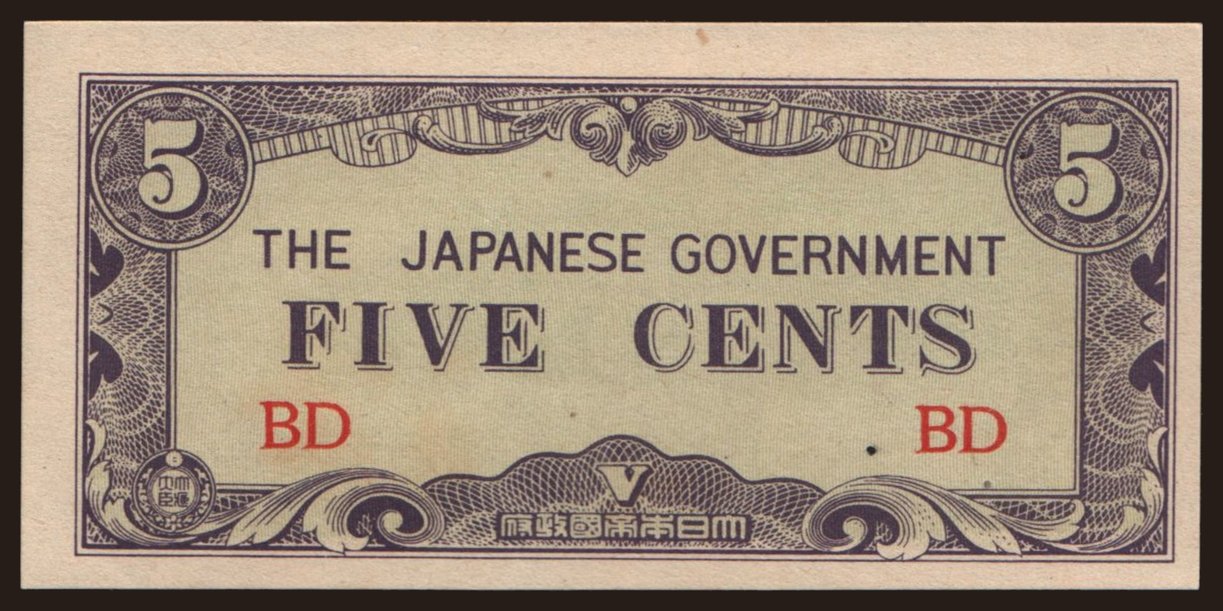 5 5
THE JAPANESE GOVERNMENT
FIVE CENTS
BD BD
V
府政國帝本日大